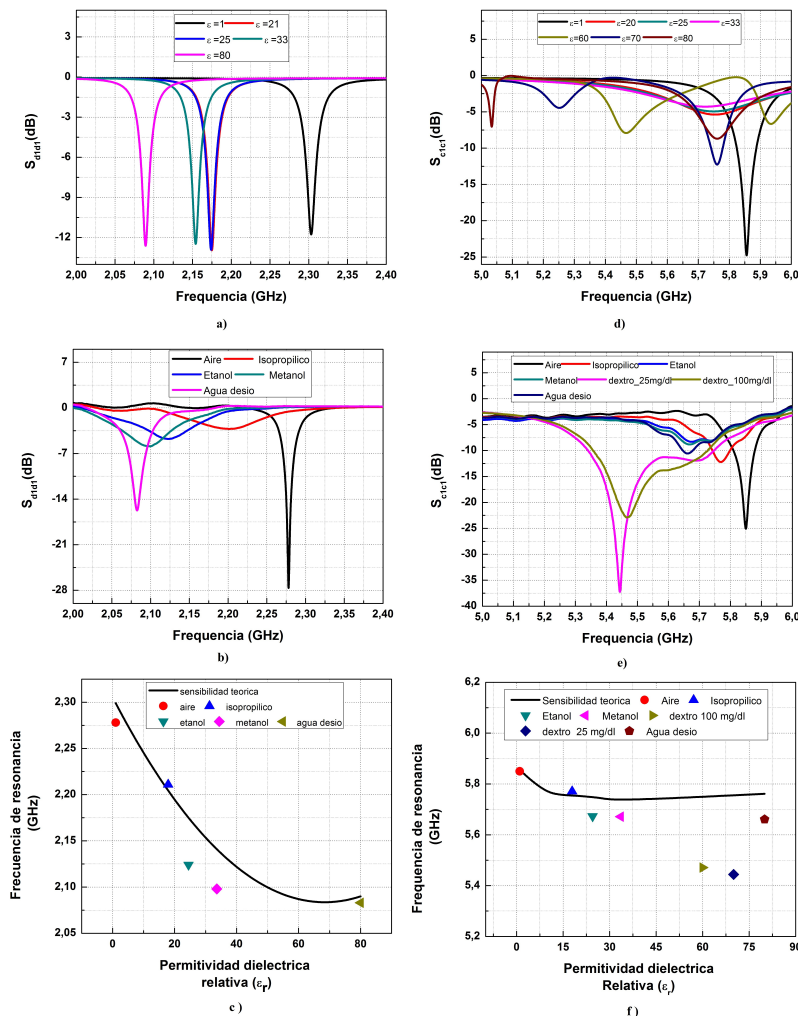 3
0
-3
-6
-9
-12
S d1d1(dB)
ε =1 ε =21
ε =25 ε =33
ε =80
2,00 2,05 2,10 2,15 2,20 2,25 2,30 2,35 2,40
Frequencia (GHz)
a)
5
0
-5
-10
-15
-20
-25
S c1c1(dB)
ε=1 ε=20 ε=25 ε=33
ε=60 ε=70 ε=80
5,0 5,1 5,2 5,3 5,4 5,5 5,6 5,7 5,8 5,9 6,0
Frequencia (GHz)
d)
7
0
-7
-14
-21
-28
S d1d1(dB)
Aire Isopropilico
Etanol Metanol
Agua desio
2,00 2,05 2,10 2,15 2,20 2,25 2,30 2,35 2,40
Frequencia (GHz)
b)
15
10
5
0
-5
-10
-15
-20
-25
-30
-35
-40
S c1c1(dB)
Aire Isopropilico Etanol
Metanol dextro_25mg/dl dextro_100mg/dl
Agua desio
5,0 5,1 5,2 5,3 5,4 5,5 5,6 5,7 5,8 5,9 6,0
Frequencia (GHz)
e)
2,30
2,25
2,20
2,15
2,10
2,05
Frecuencia de resonancia
(GHz)
sensibilidad teorica
aire isopropilico
etanol metanol agua desio
0 20 40 60 80
Permitividad dielectrica
relativa (εr)
c )
6,2
6,0
5,8
5,6
5,4
5,2
Frequencia de resonancia
(GHz)
Sensibilidad teorica Aire Isopropilico
Etanol Metanol dextro 100 mg/dl
dextro 25 mg/dl Agua desio
0 15 30 45 60 75 90
Permitividad dielectrica
Relativa (εr)
f )